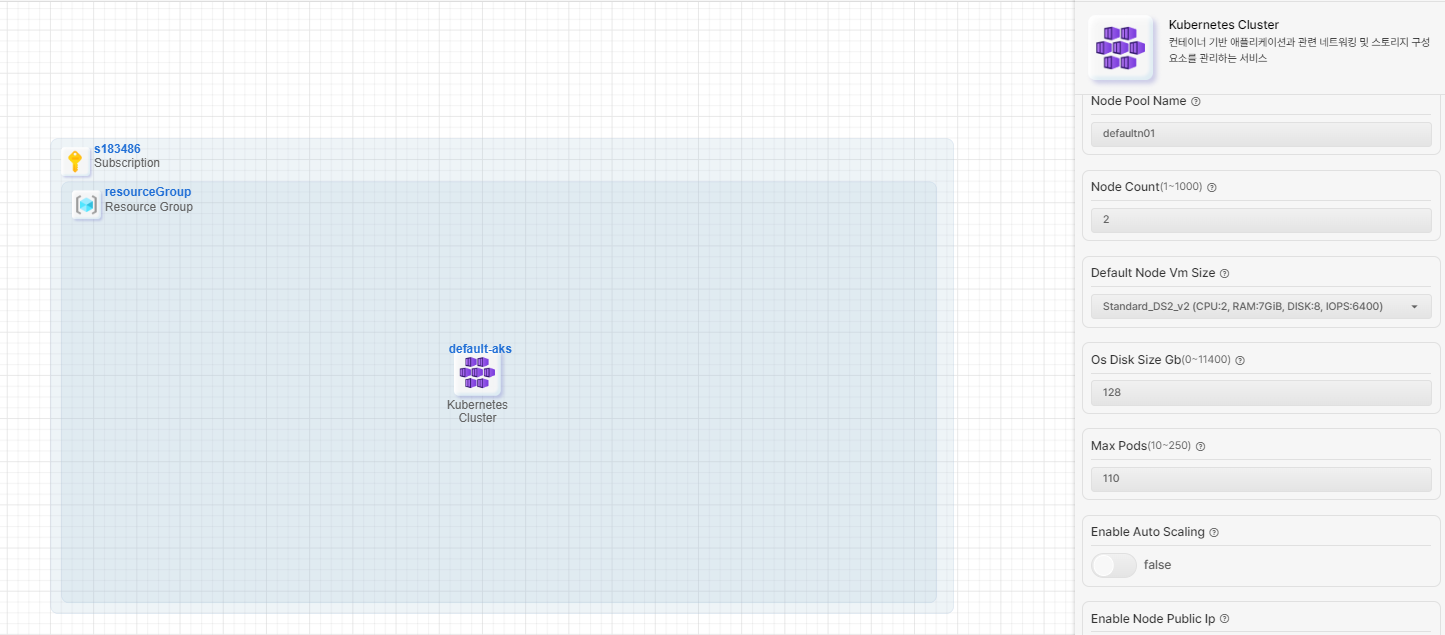 s183486
Subscription
resourceGroup
Resource Group
default-aks
Kubernetes
Cluster
Kubernetes Cluster
컨테이너 기반 애플리케이션과 관련 네트워킹 및 스토리지 구성
요소를 관리하는 서비스
Node Pool Name
defaultn01
Node Count(1~1000)
2
Default Node Vm Size
Standard_DS2_v2 (CPU:2, RAM:7GiB, DISK:8, IOPS:6400)
Os Disk Size Gb(0~11400)
128
Max Pods(10~250)
110
Enable Auto Scaling
false
Enable Node Public Ip